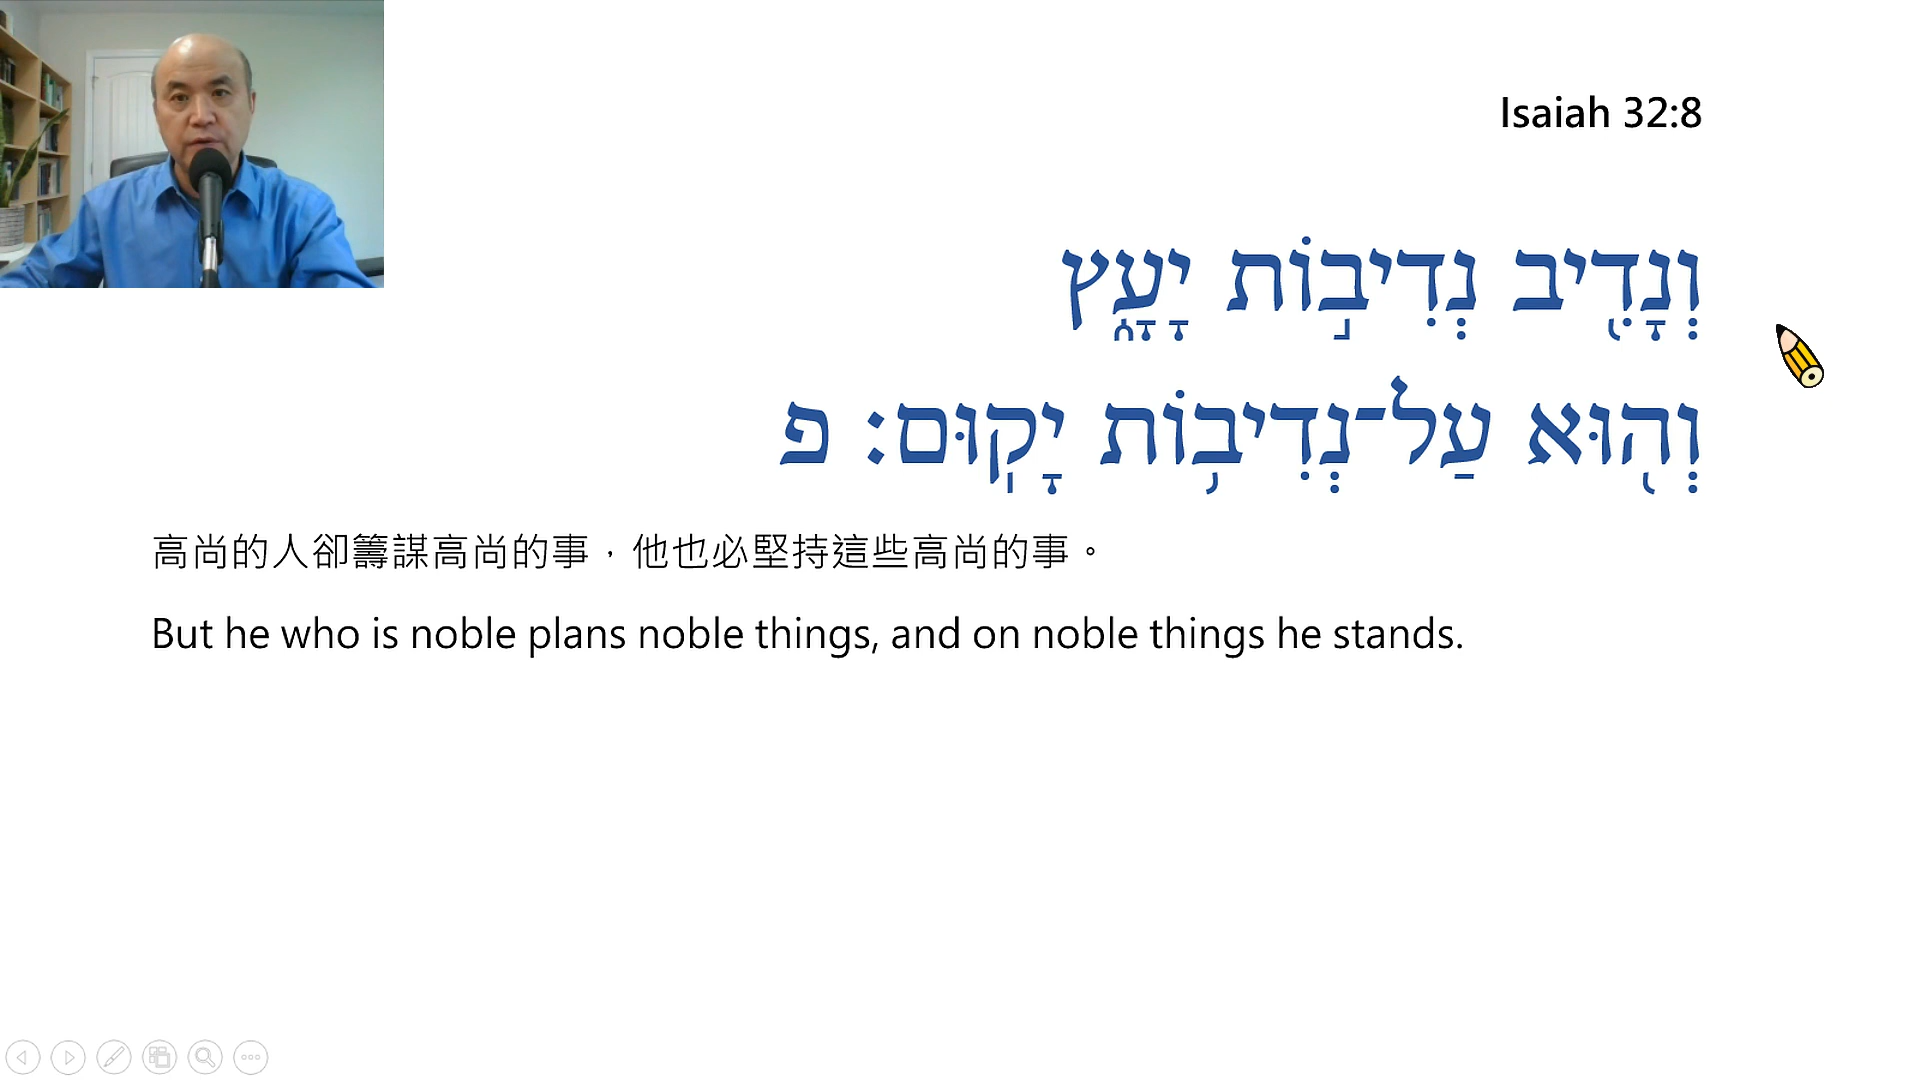 Isaiah 32:8
וְנָדִ֖יב נְדִיב֣וֹת יָעָ֑ץ
וְה֖וּא עַל־נְדִיב֥וֹת יָקֽוּם׃ פ
高尚的人卻籌謀高尚的事，他也必堅持這些高尚的事。
But he who is noble plans noble things, and on noble things he stands.